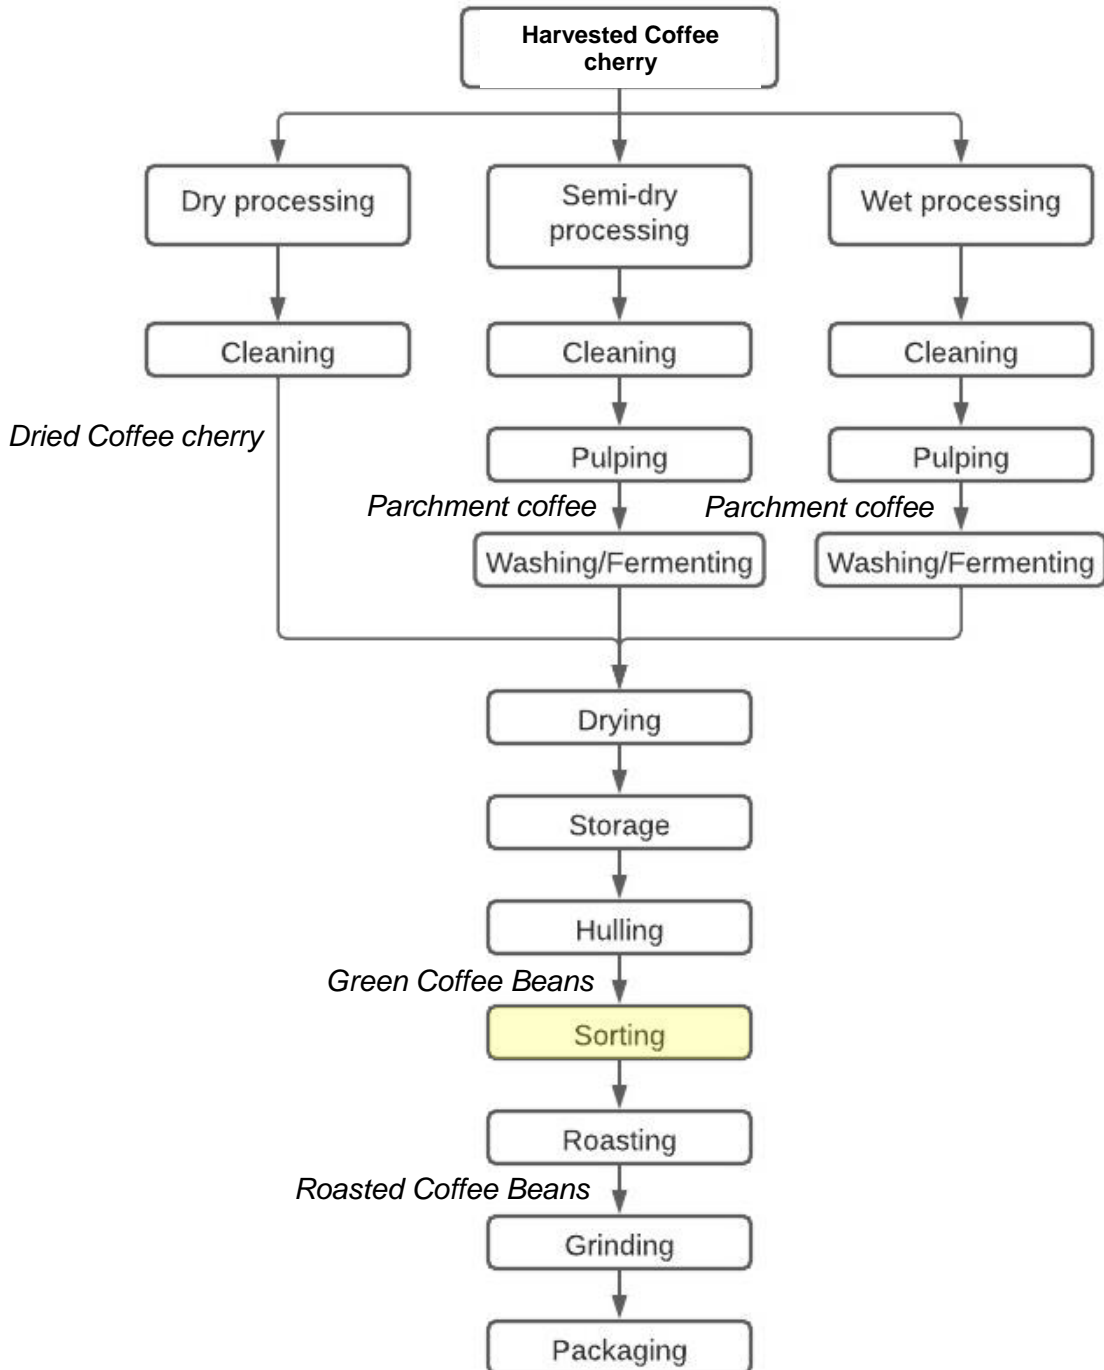 Harvested Coffee
cherry
Dry processing
Semi-dry
processing
Wet processing
Cleaning
Cleaning
Cleaning
Dried Coffee cherry
Pulping
Pulping
Parchment coffee
Parchment coffee
Washing/Fermenting
Washing/Fermenting
Drying
Storage
Hulling
Green Coffee Beans
Sorting
Roasting
Roasted Coffee Beans
Grinding
Packaging